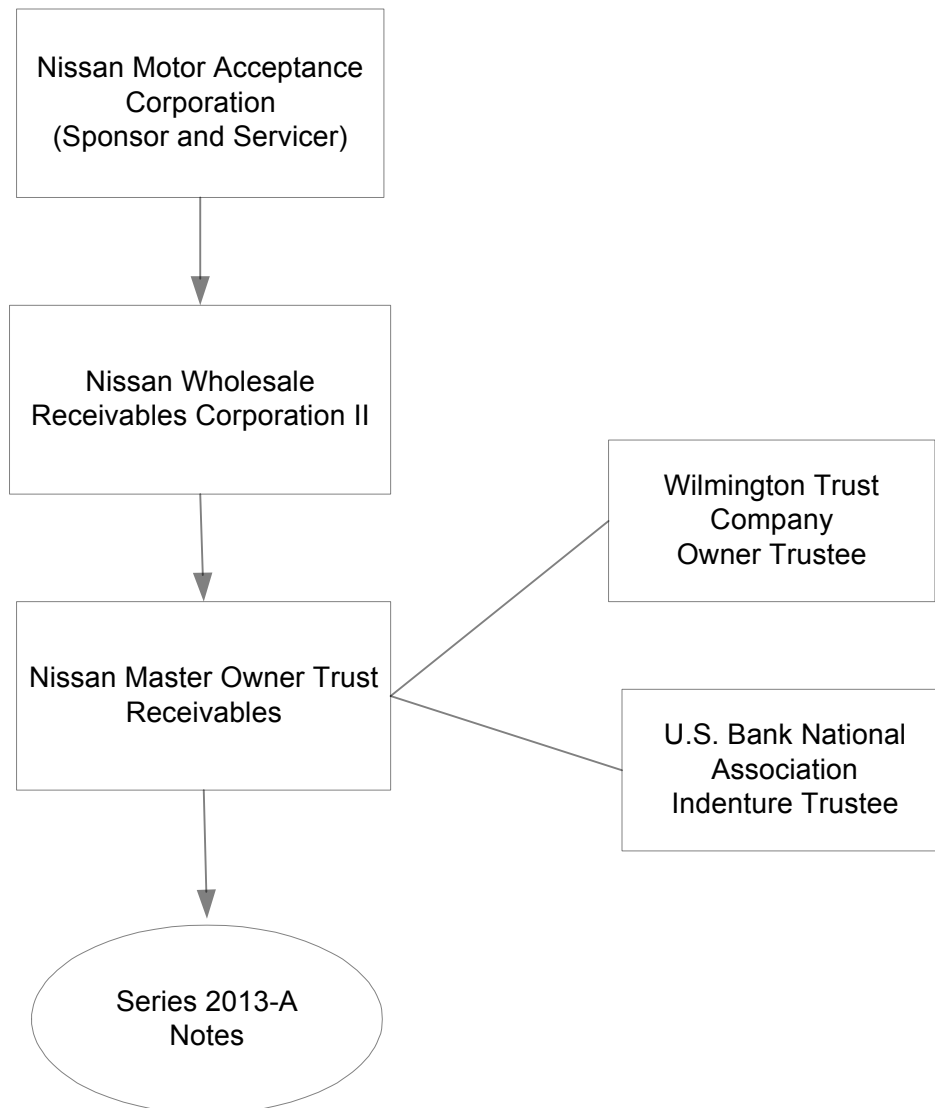 Nissan Motor Acceptance
Corporation
(Sponsor and Servicer)
Nissan Wholesale
Receivables Corporation II
Wilmington Trust
Company
Owner Trustee
Nissan Master Owner Trust
Receivables
U.S. Bank National
Association
Indenture Trustee
Series 2013-A
Notes